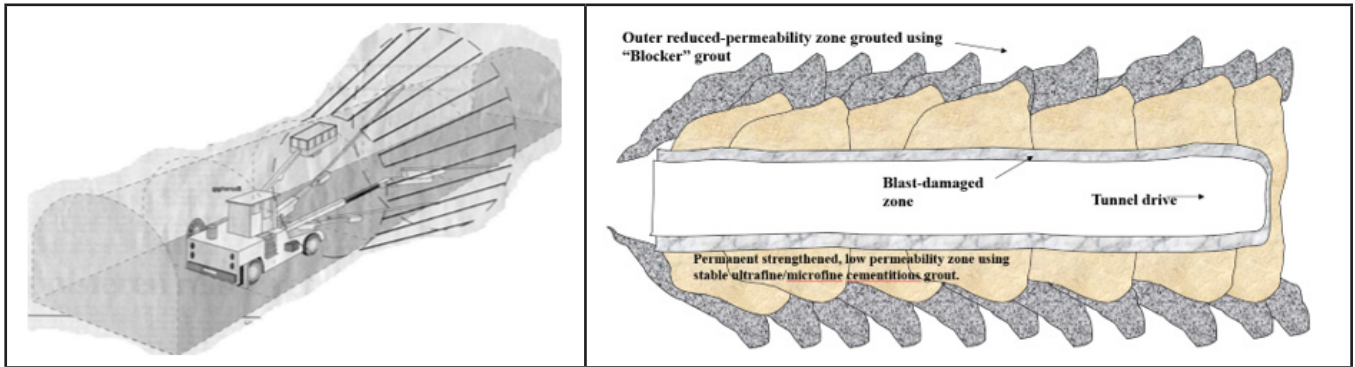 Outer reduced-permeability zone grouted using
“Blocker” grout
Blast-damaged
zone
Tunnel drive
Permanent strengthened, low permeability zone using
stable ultrafine/microfine cementitious grout.